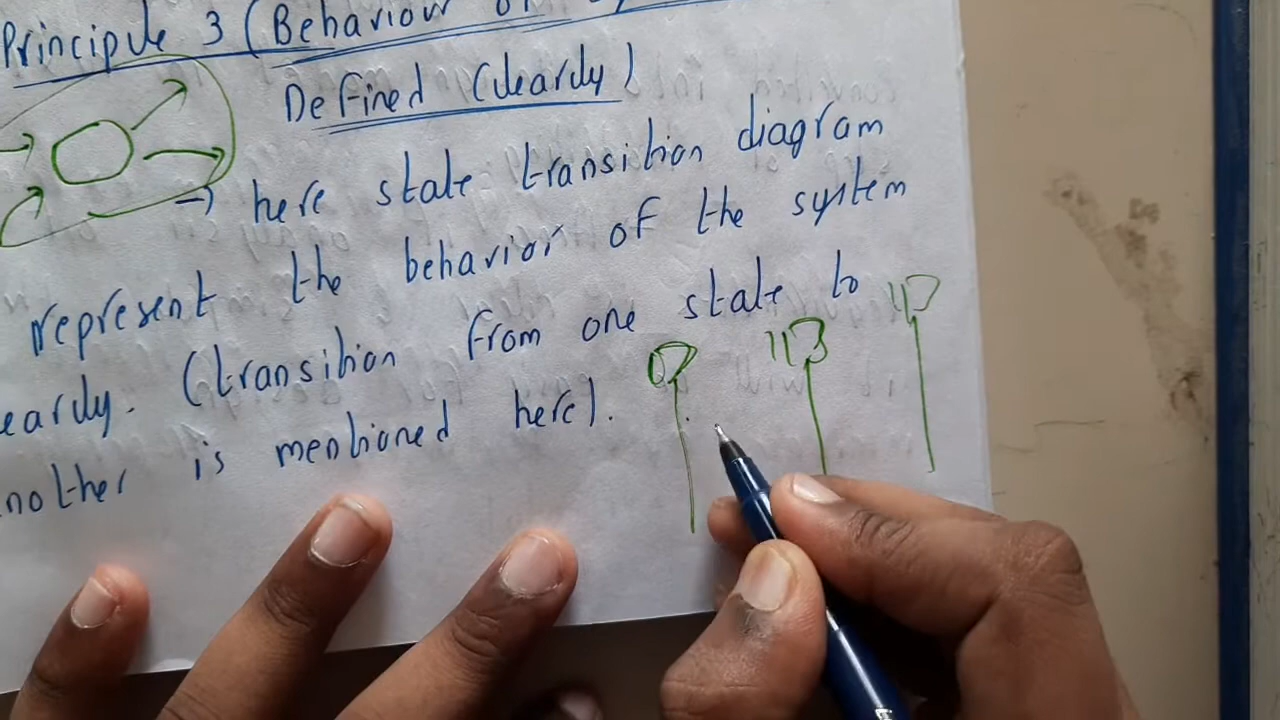 Principle 3 (Behaviour of
Defined Clearly)
→ here state transition diagram
represent the behavior of the system
early. (transition from one state to
nother is mentioned here).